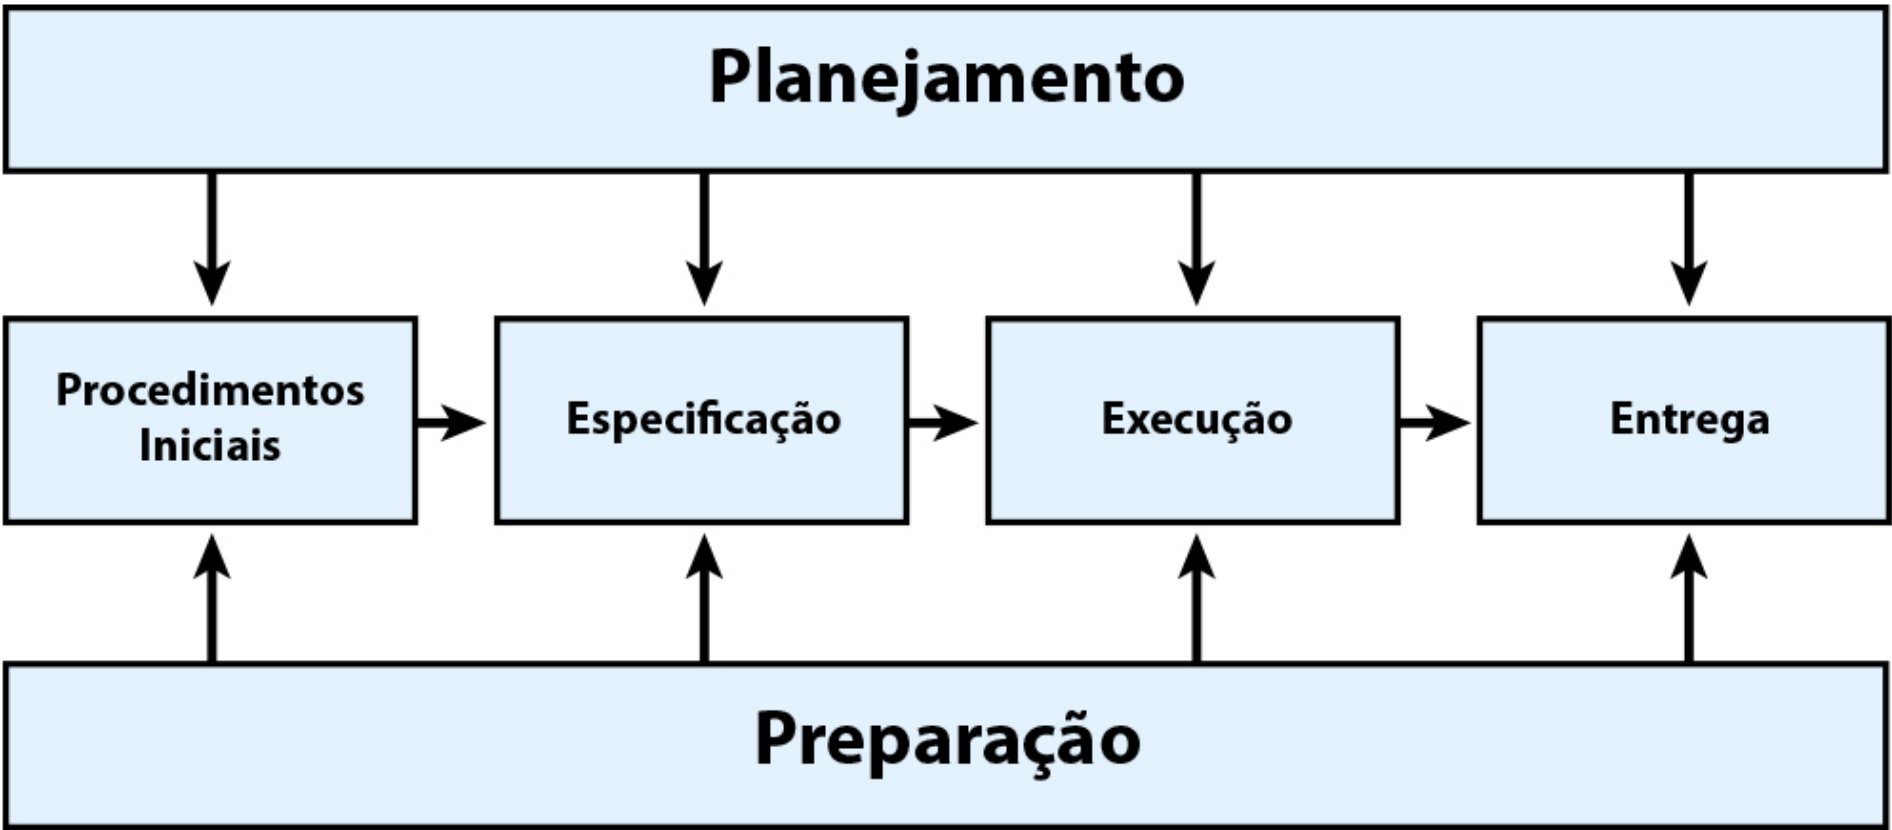 Planejamento
Procedimentos
Iniciais
Especificação
Execução
Entrega
Preparação